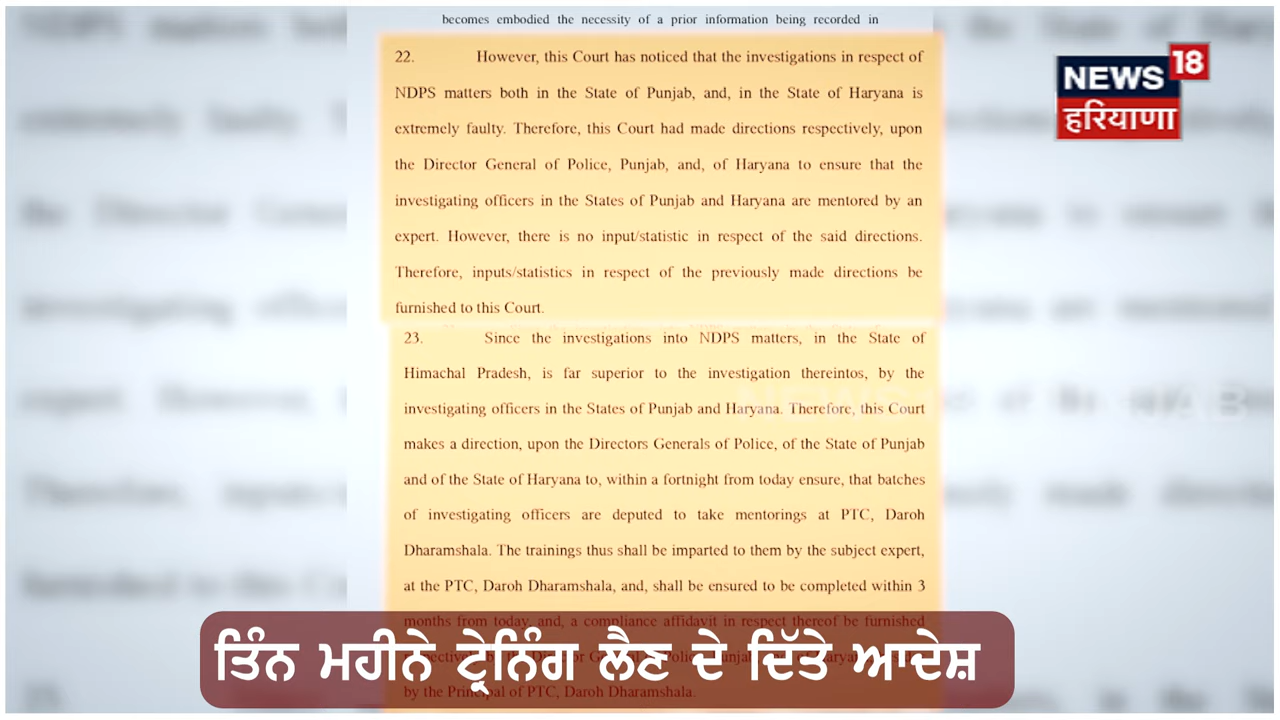 becomes embodied the necessity of a prior information being recorded in
22. However, this Court has noticed that the investigations in respect of
NDPS matters both in the State of Punjab, and, in the State of Haryana is
extremely faulty. Therefore, this Court had made directions respectively, upon
the Director General of Police, Punjab, and, of Haryana to ensure that the
investigating officers in the States of Punjab and Haryana are mentored by an
expert. However, there is no input/statistic in respect of the said directions.
Therefore, inputs/statistics in respect of the previously made directions be
furnished to this Court.
23. Since the investigations into NDPS matters, in the State of
Himachal Pradesh, is far superior to the investigation thereintos, by the
investigating officers in the States of Punjab and Haryana. Therefore, this Court
makes a direction, upon the Directors Generals of Police, of the State of Punjab
and of the State of Haryana to, within a fortnight from today ensure, that batches
of investigating officers are deputed to take mentorings at PTC, Daroh
Dharamshala. The trainings thus shall be imparted to them by the subject expert,
at the PTC, Daroh Dharamshala, and, shall be ensured to be completed within 3
months from today, and, a compliance affidavit in respect thereof be furnished
by the Principal of PTC, Daroh Dharamshala.
ਤਿੰਨ ਮਹੀਨੇ ਟ੍ਰੇਨਿੰਗ ਲੈਣ ਦੇ ਦਿੱਤੇ ਆਦੇਸ਼
NEWS 18
हरियाणा